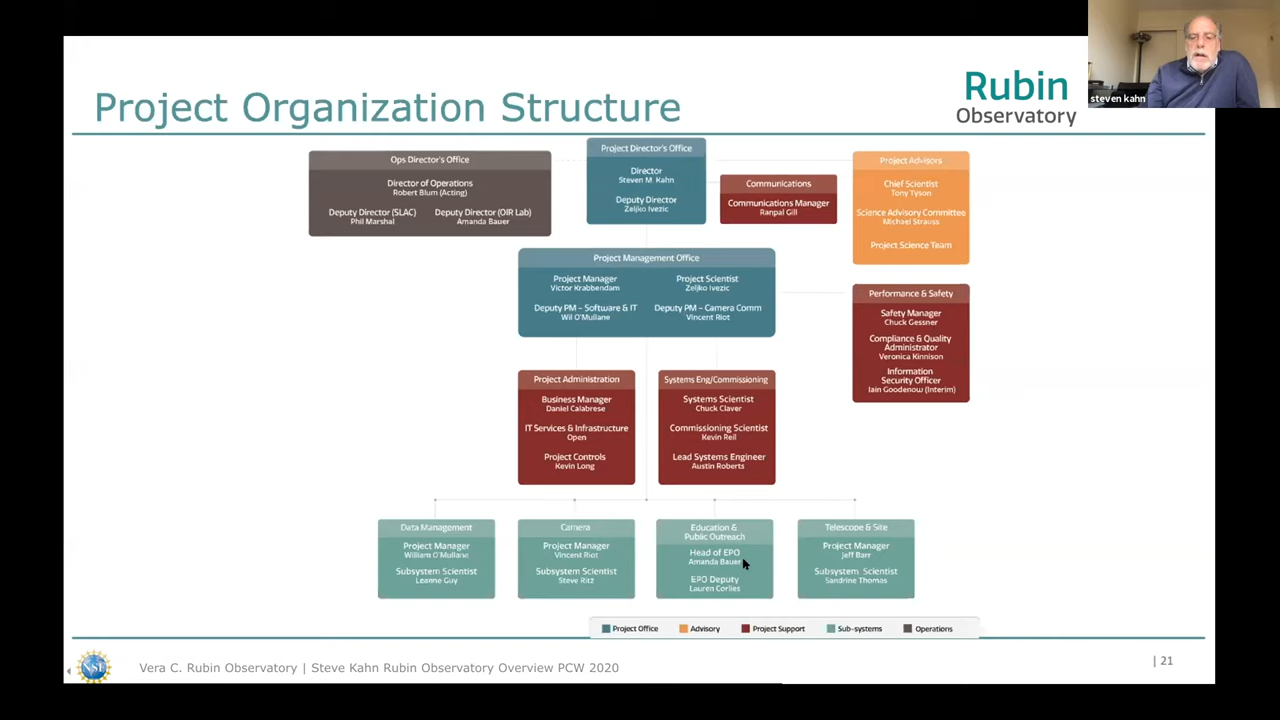 Project Organization Structure
Rubin
Observatory
steven kahn
Ops Director's Office
Director of Operations
Robert Blum (Acting)
Deputy Director (SLAC)
Phil Marshal
Deputy Director (OIR Lab)
Amanda Bauer
Project Director's Office
Director
Steven M. Kahn
Deputy Director
Zeljko Ivezic
Communications
Communications Manager
Ranpal Gill
Project Advisors
Chief Scientist
Tony Tyson
Science Advisory Committee
Michael Strauss
Project Science Team
Project Management Office
Project Manager
Victor Krabbendam
Project Scientist
Zeljko Ivezic
Deputy PM – Software & IT
Wil O'Mullane
Deputy PM – Camera Comm
Vincent Riot
Performance & Safety
Safety Manager
Chuck Gessner
Compliance & Quality
Administrator
Veronica Kinnison
Information
Security Officer
Iain Goodenow (Interim)
Project Administration
Business Manager
Daniel Calabrese
IT Services & Infrastructure
Open
Project Controls
Kevin Long
Systems Eng/Commissioning
Systems Scientist
Chuck Claver
Commissioning Scientist
Kevin Reil
Lead Systems Engineer
Austin Roberts
Data Management
Project Manager
William O'Mullane
Subsystem Scientist
Leanne Guy
Camera
Project Manager
Vincent Riot
Subsystem Scientist
Steve Ritz
Education &
Public Outreach
Head of EPO
Amanda Bauer
EPO Deputy
Lauren Corlies
Telescope & Site
Project Manager
Jeff Barr
Subsystem Scientist
Sandrine Thomas
Project Office
Advisory
Project Support
Sub-systems
Operations
NSF
Vera C. Rubin Observatory | Steve Kahn Rubin Observatory Overview PCW 2020
| 21